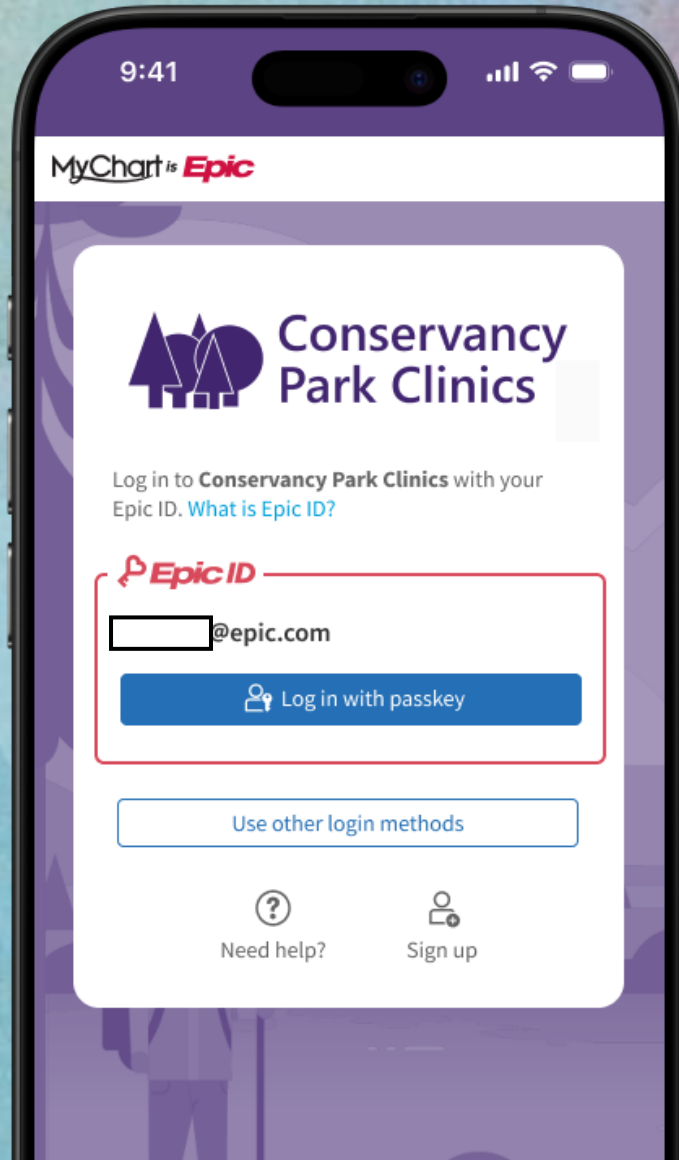 9:41
MyChart is Epic
Conservancy
Park Clinics
Log in to Conservancy Park Clinics with your
Epic ID. What is Epic ID?
Epic ID
@epic.com
Log in with passkey
Use other login methods
Need help?
Sign up